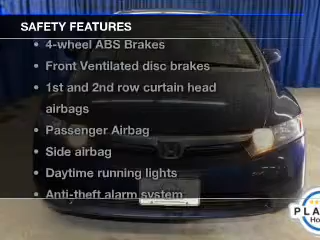 SAFETY FEATURES
• 4-wheel ABS Brakes
• Front Ventilated disc brakes
• 1st and 2nd row curtain head
airbags
• Passenger Airbag
• Side airbag
• Daytime running lights
• Anti-theft alarm system
PLA
Ho